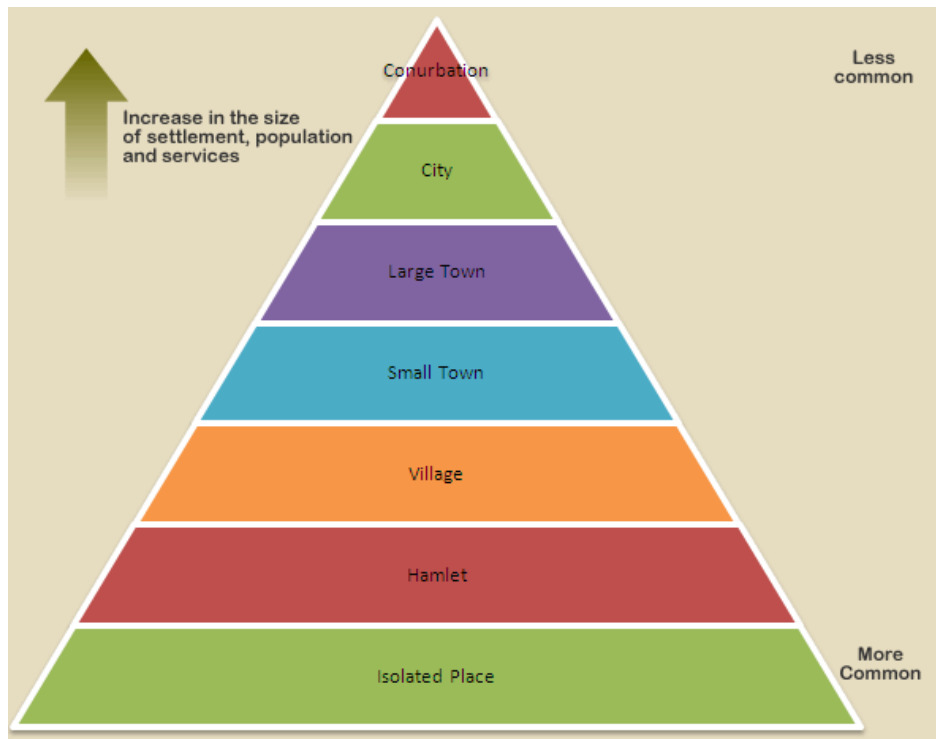 Conurbation
Less
common
Increase in the size
of settlement, population
and services
City
Large Town
Small Town
Village
Hamlet
More
Common
Isolated Place